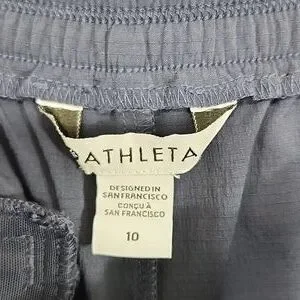 ATHLETA
DESIGNED IN
SAN FRANCISCO
CONÇU À
SAN FRANCISCO
10